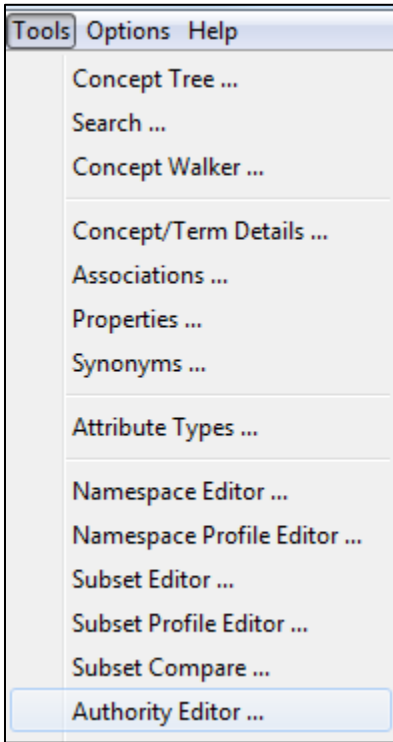 Tools Options Help
Concept Tree ...
Search ...
Concept Walker ...
Concept/Term Details ...
Associations ...
Properties ...
Synonyms ...
Attribute Types ...
Namespace Editor ...
Namespace Profile Editor ...
Subset Editor ...
Subset Profile Editor ...
Subset Compare ...
Authority Editor ...